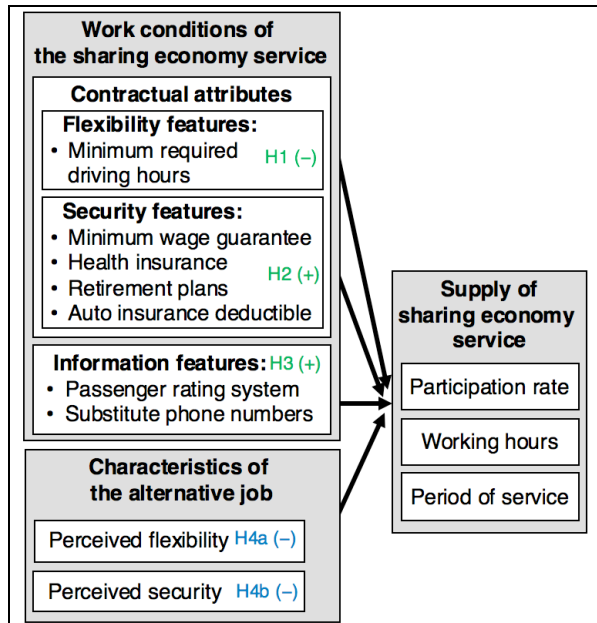 Work conditions of
the sharing economy service
Contractual attributes
Flexibility features:
• Minimum required
driving hours
H1 (−)
Security features:
• Minimum wage guarantee
• Health insurance
• Retirement plans
• Auto insurance deductible
H2 (+)
Information features: H3 (+)
• Passenger rating system
• Substitute phone numbers
Characteristics of
the alternative job
Perceived flexibility H4a (−)
Perceived security H4b (−)
Supply of
sharing economy
service
Participation rate
Working hours
Period of service